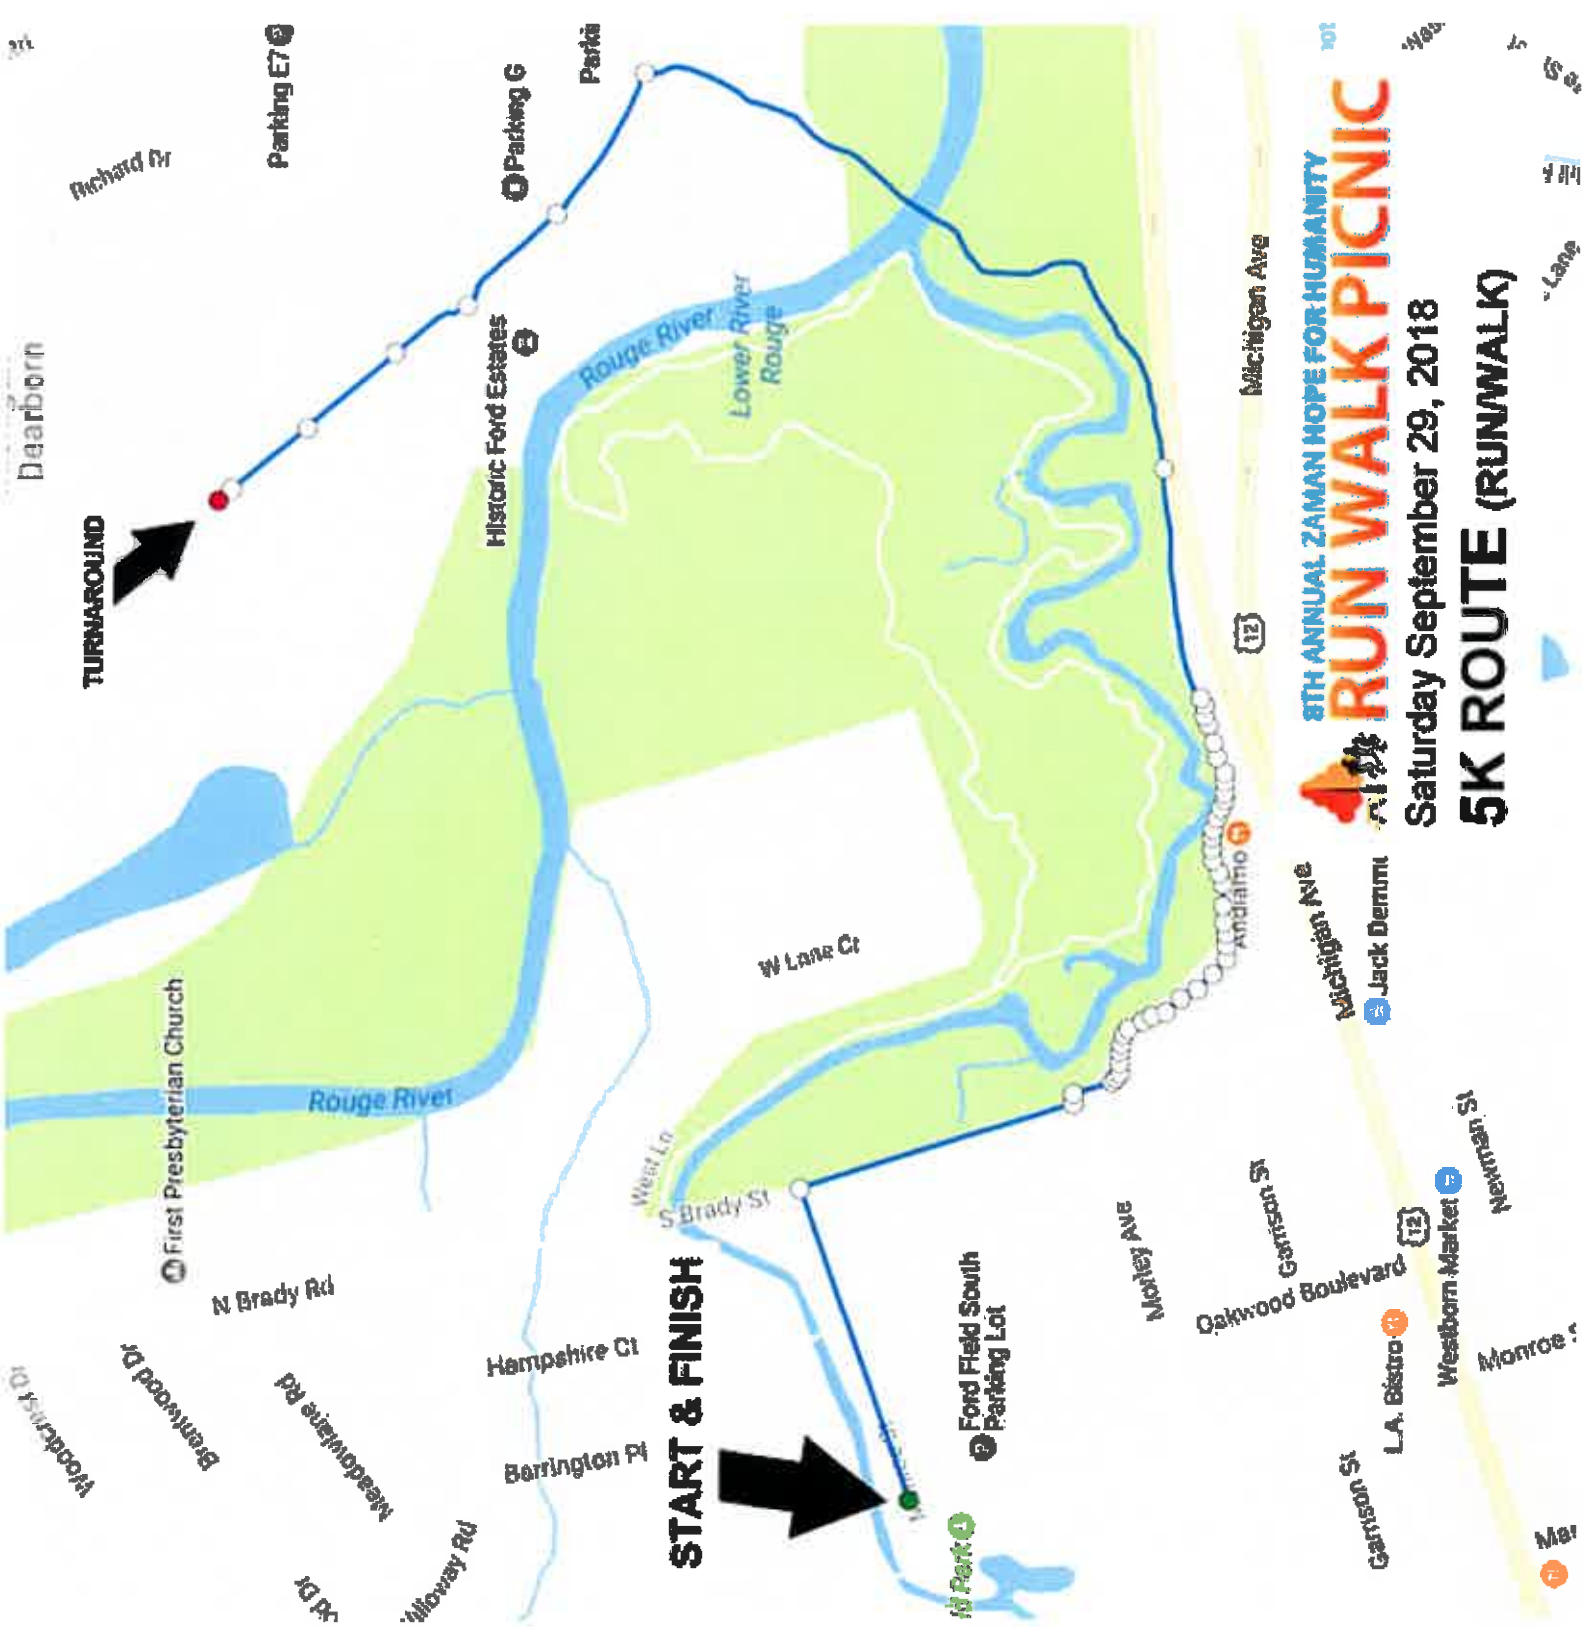 8TH ANNUAL ZAMAN HOPE FOR HUMANITY
RUN WALK PICNIC
Saturday September 29, 2018
5K ROUTE (RUN/WALK)
TURNAROUND
START & FINISH
Dearborn
Richard Dr
Parking E7
Parking G
Historic Ford Estates
Rouge River
Lower River
Rouge
Michigan Ave
12
Andiamo
Michigan Ave
W Lane Ct
First Presbyterian Church
Rouge River
West Ln
S Brady St
N Brady Rd
Brentwood Dr
Meadowlane Rd
Hampshire Ct
Barrington Pl
Ford Field South
Parking Lot
Morley Ave
Garrison St
Oakwood Boulevard
12
Westborn Market
Newman St
L.A. Bistro
Garrison St
Monroe